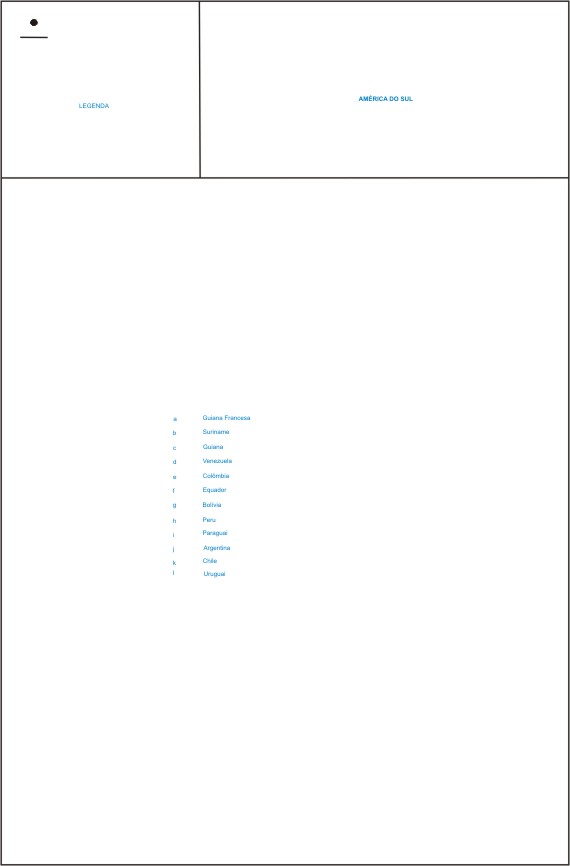 LEGENDA
AMÉRICA DO SUL
a Guiana Francesa
b Suriname
c Guiana
d Venezuela
e Colômbia
f Equador
g Bolívia
h Peru
i Paraguai
j Argentina
k Chile
l Uruguai